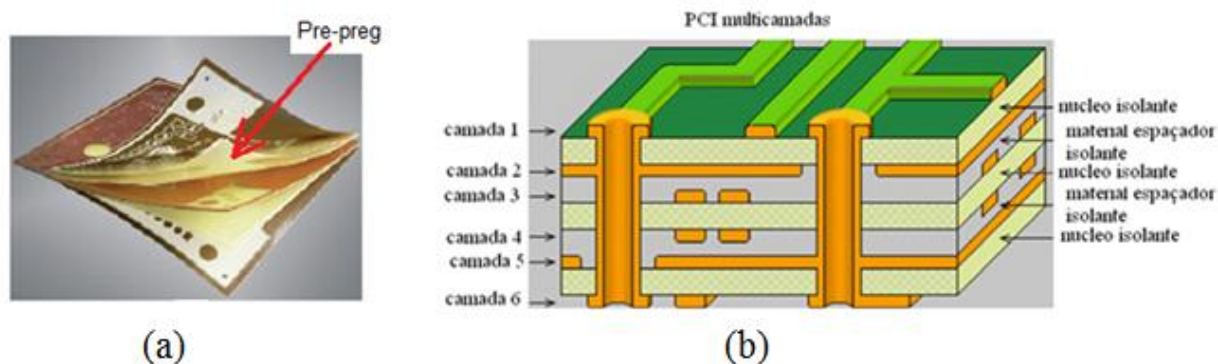 Pre-preg
PCI multicamadas
camada 1
camada 2
camada 3
camada 4
camada 5
camada 6
nucleo isolante
material espaçador
isolante
nucleo isolante
material espaçador
isolante
nucleo isolante
(a)
(b)